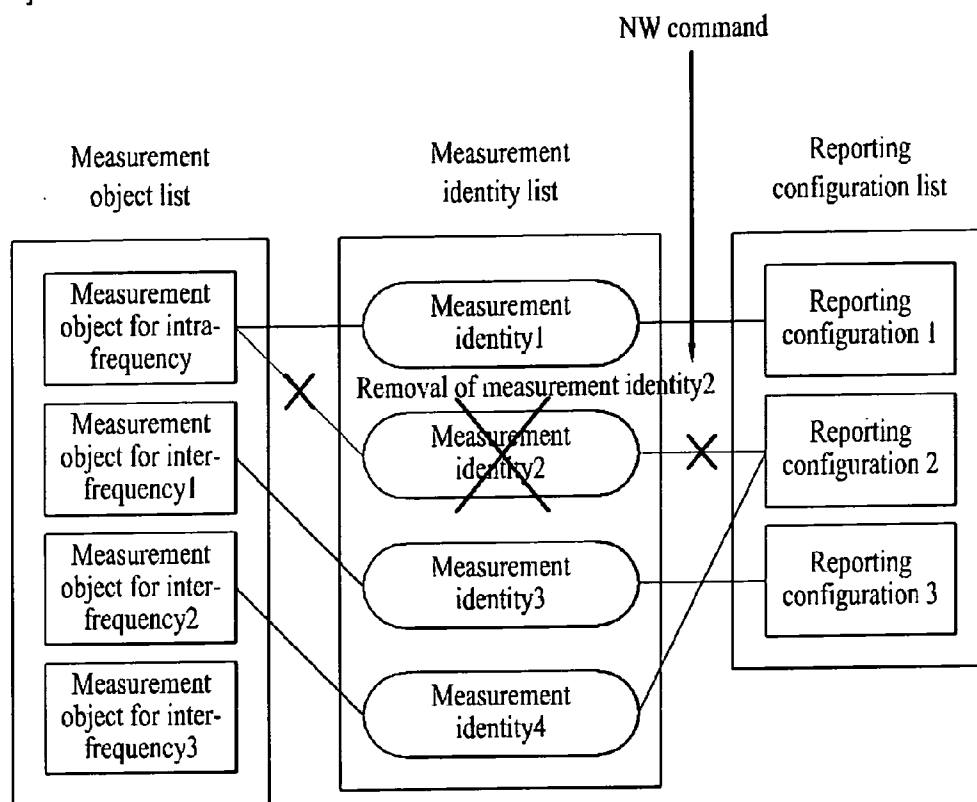 ]
NW command
Measurement
object list
Measurement
identity list
Reporting
configuration list
Measurement
object for intra-
frequency
Measurement
object for inter-
frequency1
Measurement
object for inter-
frequency2
Measurement
object for inter-
frequency3
Measurement
identity1
Removal of measurement identity2
Measurement
identity2
Measurement
identity3
Measurement
identity4
Reporting
configuration 1
Reporting
configuration 2
Reporting
configuration 3